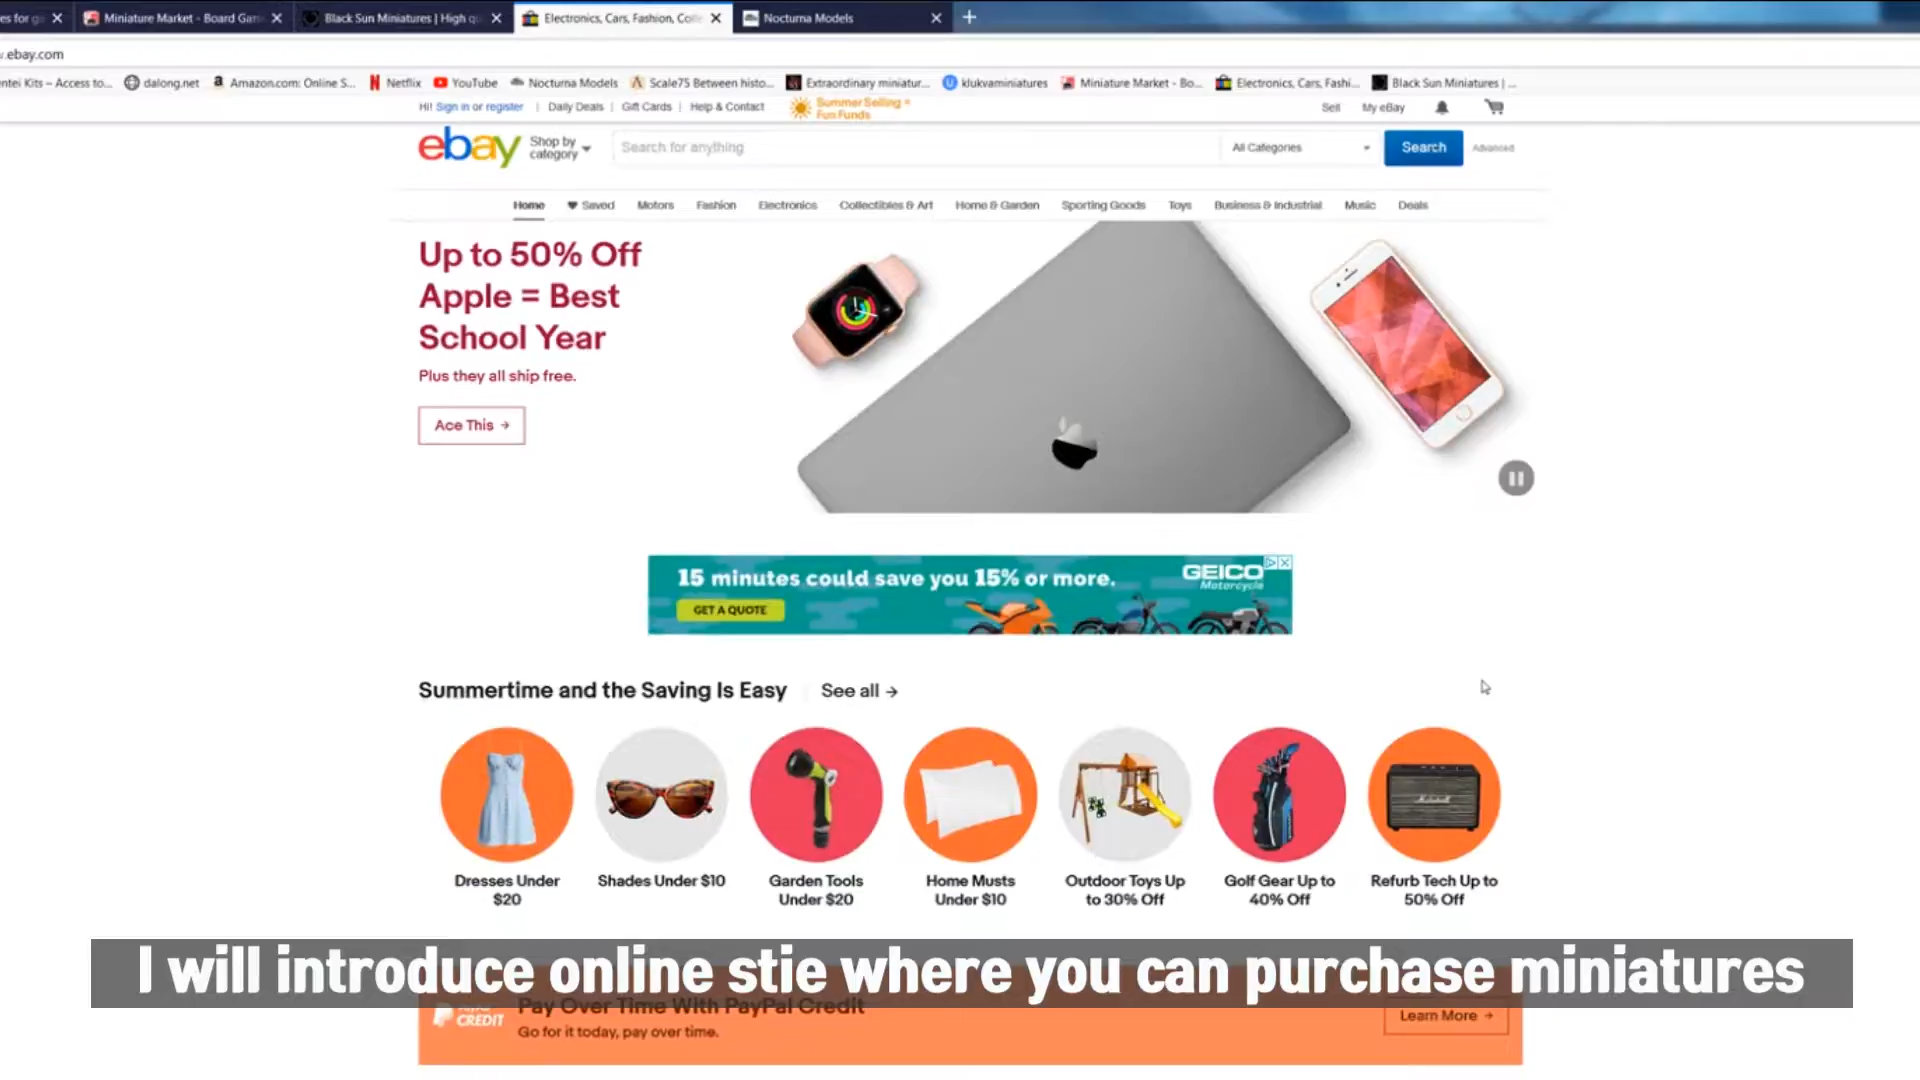 es for g
Miniature Market - Board Gam
Black Sun Miniatures | High qu
Electronics, Cars, Fashion, Colle
Nocturna Models
.ebay.com
ntei Kits – Access to...
dalong.net
Amazon.com: Online S...
Netflix
YouTube
Nocturna Models
Scale75 Between histo...
Extraordinary miniatur...
klukvaminiatures
Miniature Market - Bo...
Electronics, Cars, Fashi...
Black Sun Miniatures | ...
Hi! Sign in or register
Daily Deals
Gift Cards
Help & Contact
Summer Selling =
Fun Funds
Sell
My eBay
ebay
Shop by
category
Search for anything
All Categories
Search
Advanced
Home
Saved
Motors
Fashion
Electronics
Collectibles & Art
Home & Garden
Sporting Goods
Toys
Business & Industrial
Music
Deals
Up to 50% Off
Apple = Best
School Year
Plus they all ship free.
Ace This →
15 minutes could save you 15% or more.
GET A QUOTE
GEICO
Motorcycle
Summertime and the Saving Is Easy
See all →
Dresses Under
$20
Shades Under $10
Garden Tools
Under $20
Home Musts
Under $10
Outdoor Toys Up
to 30% Off
Golf Gear Up to
40% Off
Marshall
Refurb Tech Up to
50% Off
I will introduce online stie where you can purchase miniatures
CREDIT
Pay Over Time With PayPal Credit
Go for it today, pay over time.
Learn More →